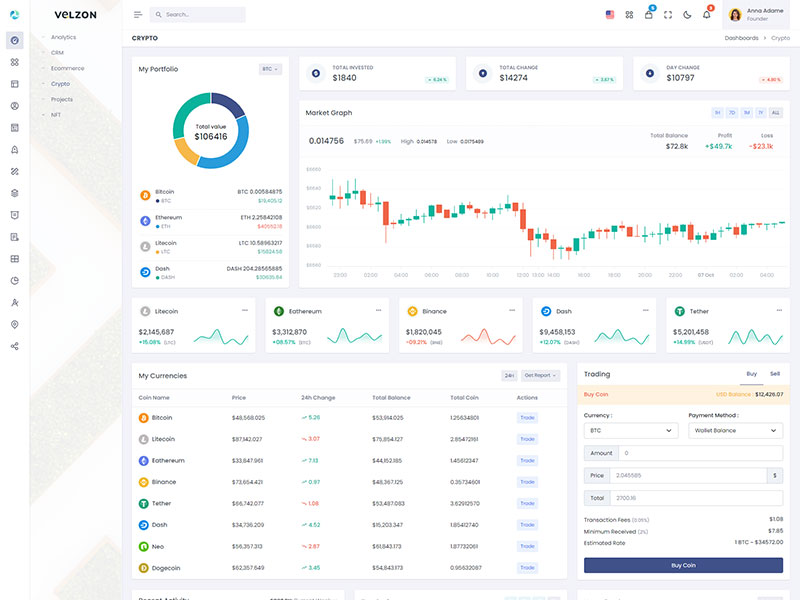 VELZON
Search...
5
Anna Adame
Founder
Analytics
CRM
Ecommerce
Crypto
Projects
NFT
CRYPTO
Dashboards > Crypto
My Portfolio
BTC
Total value
$106416
Bitcoin
BTC 0.00584875
BTC
$19,405.12
Ethereum
ETH 2.25842108
ETH
$40552.18
Litecoin
LTC 10.58963217
LTC
$15824.58
Dash
DASH 204.28565885
DASH
$30635.84
TOTAL INVESTED
$1840
6.24 %
TOTAL CHANGE
$14274
3.67 %
DAY CHANGE
$10797
4.80 %
Market Graph
1H
7D
1M
1Y
ALL
0.014756
$75.69 +1.99%
High 0.014578
Low 0.0175489
Total Balance
$72.8k
Profit
+$49.7k
Loss
-$23.1k
$6660
$6640
$6620
$6600
$6580
$6560
22:00
02:00
04:00
06:00
08:00
10:00
12:00
13:00
14:00
16:00
18:00
20:00
22:00
07 Oct
02:00
04:00
Litecoin
$2,145,687
+15.08% (LTC)
Eathereum
$3,312,870
+08.57% (ETC)
Binance
$1,820,045
-09.21% (BNB)
Dash
$9,458,153
+12.07% (DASH)
Tether
$5,201,458
+14.99% (USDT)
My Currencies
24H
Get Report
Coin Name
Price
24h Change
Total Balance
Total Coin
Actions
Bitcoin
$48,568.025
5.26
$53,914.025
1.25634801
Trade
Litecoin
$87,142.027
3.07
$75,854.127
2.85472161
Trade
Eathereum
$33,847.961
7.13
$44,152.185
1.45612347
Trade
Binance
$73,654.421
0.97
$48,367.125
0.35734601
Trade
Tether
$66,742.077
1.08
$53,487.083
3.62912570
Trade
Dash
$34,736.209
4.52
$15,203.347
1.85412740
Trade
Neo
$56,357.313
2.87
$61,843.173
1.87732061
Trade
Dogecoin
$62,357.649
3.45
$54,843.173
0.95632087
Trade
Trading
Buy
Sell
Buy Coin
USD Balance : $12,426.07
Currency :
Payment Method :
BTC
Wallet Balance
Amount
0
Price
2.045585
$
Total
2700.16
Transaction Fees (0.05%)
$1.08
Minimum Received (2%)
$7.85
Estimated Rate
1 BTC ~ $34572.00
Buy Coin